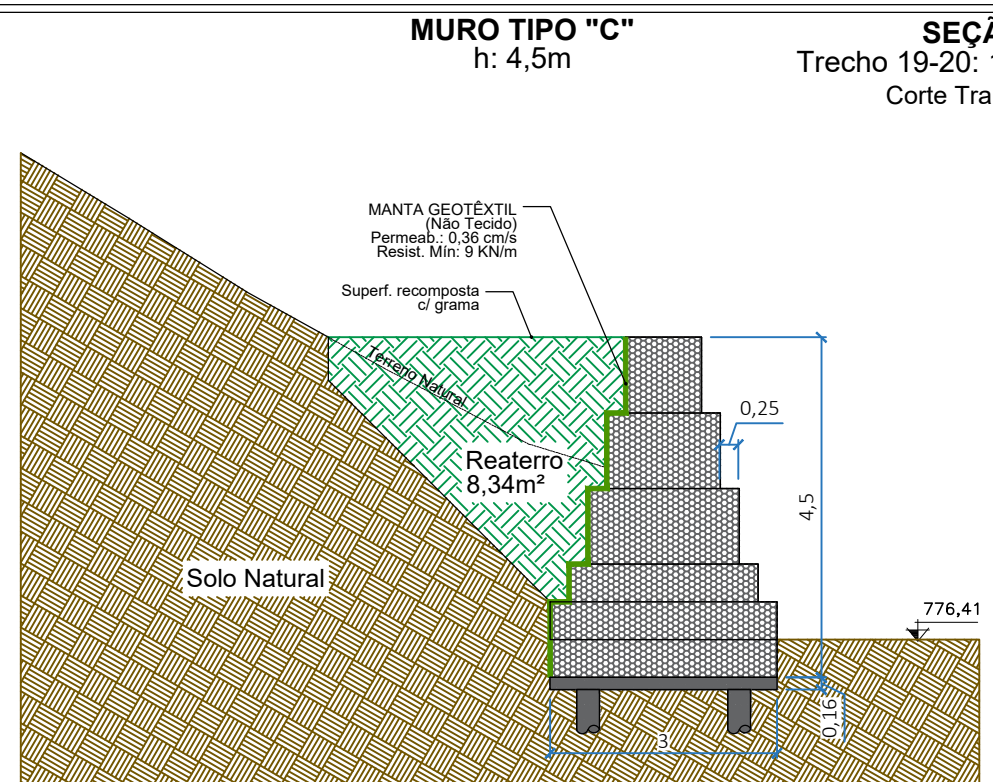 MURO TIPO "C"
h: 4,5m
SEÇÃ
Trecho 19-20:
Corte Tra
MANTA GEOTÊXTIL
(Não Tecido)
Permeab.: 0,36 cm/s
Resist. Mín: 9 KN/m
Superf. recomposta
c/ grama
Terreno Natural
0,25
Reaterro
8,34m²
4,5
Solo Natural
776,41
0,16
3